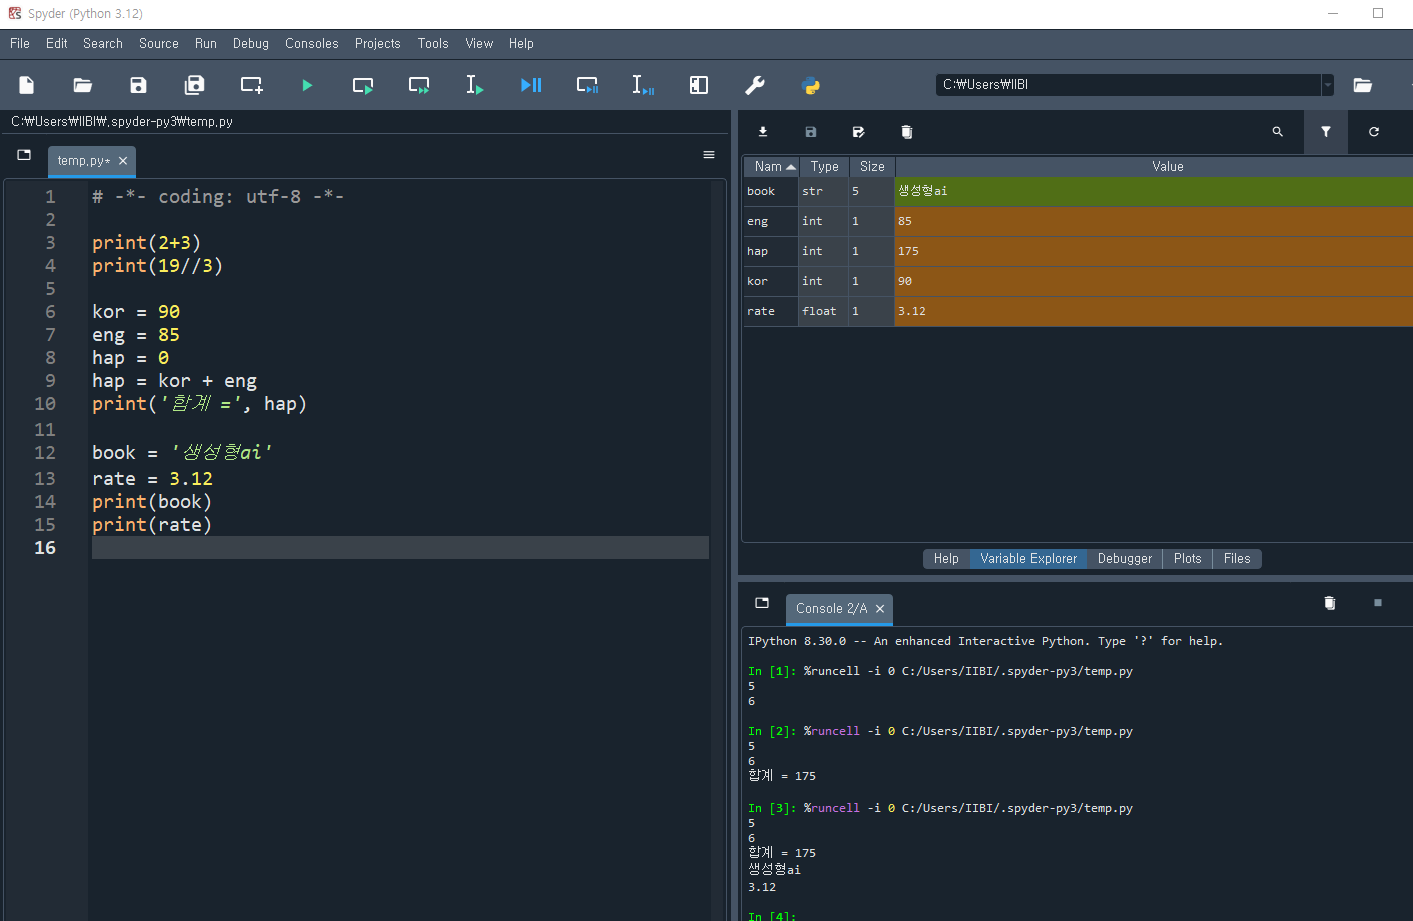 Spyder (Python 3.12)
File Edit Search Source Run Debug Consoles Projects Tools View Help
C:₩Users₩IIBI
C:₩Users₩IIBI₩.spyder-py3₩temp.py
temp.py*
1 # -*- coding: utf-8 -*-
2
3 print(2+3)
4 print(19//3)
5
6 kor = 90
7 eng = 85
8 hap = 0
9 hap = kor + eng
10 print('합계 =', hap)
11
12 book = '생성형ai'
13 rate = 3.12
14 print(book)
15 print(rate)
16
Nam Type Size Value
book str 5 생성형ai
eng int 1 85
hap int 1 175
kor int 1 90
rate float 1 3.12
Help Variable Explorer Debugger Plots Files
Console 2/A
IPython 8.30.0 -- An enhanced Interactive Python. Type '?' for help.
In [1]: %runcell -i 0 C:/Users/IIBI/.spyder-py3/temp.py
5
6
In [2]: %runcell -i 0 C:/Users/IIBI/.spyder-py3/temp.py
5
6
합계 = 175
In [3]: %runcell -i 0 C:/Users/IIBI/.spyder-py3/temp.py
5
6
합계 = 175
생성형ai
3.12
In [4]: